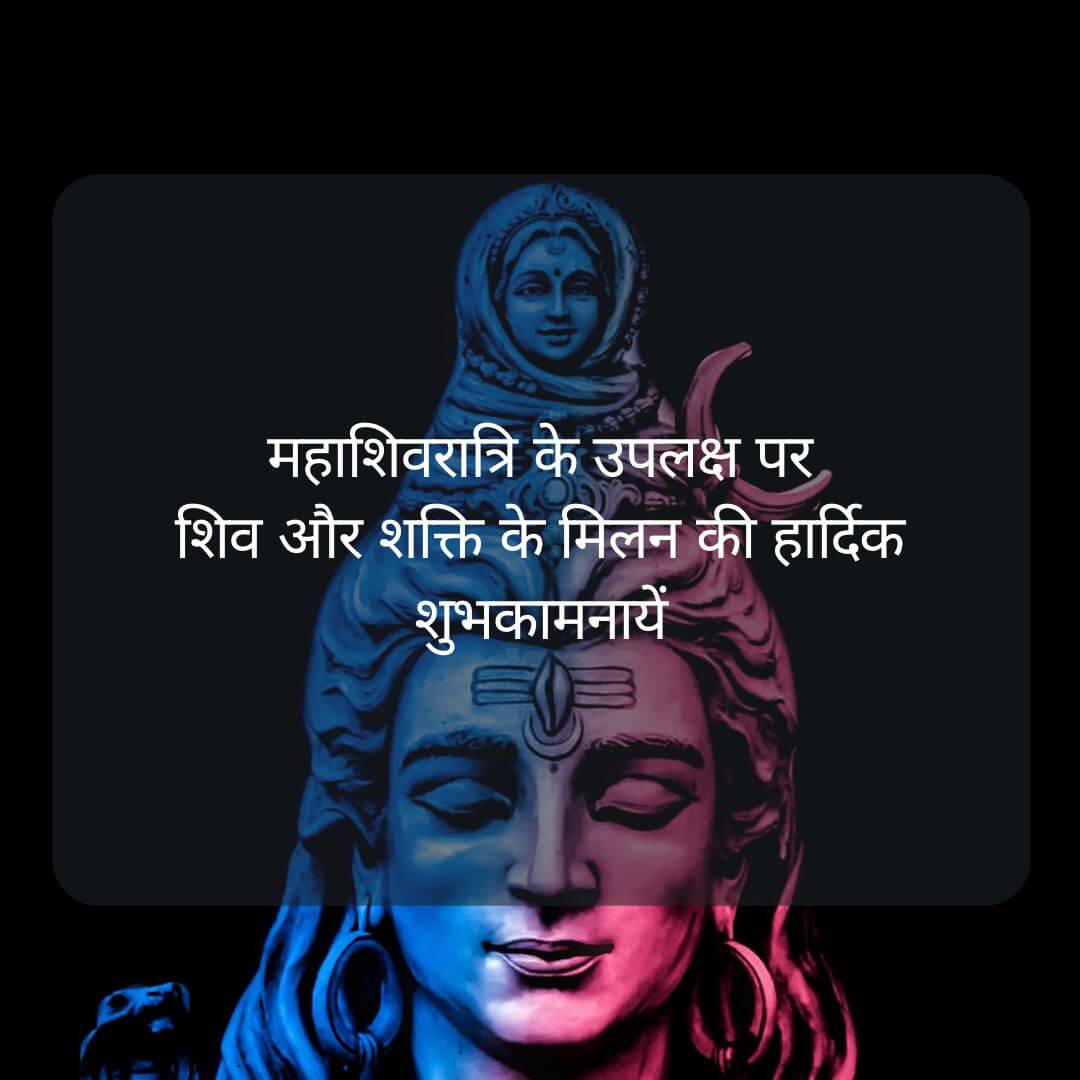 महाशिवरात्रि के उपलक्ष पर
शिव और शक्ति के मिलन की हार्दिक
शुभकामनायें